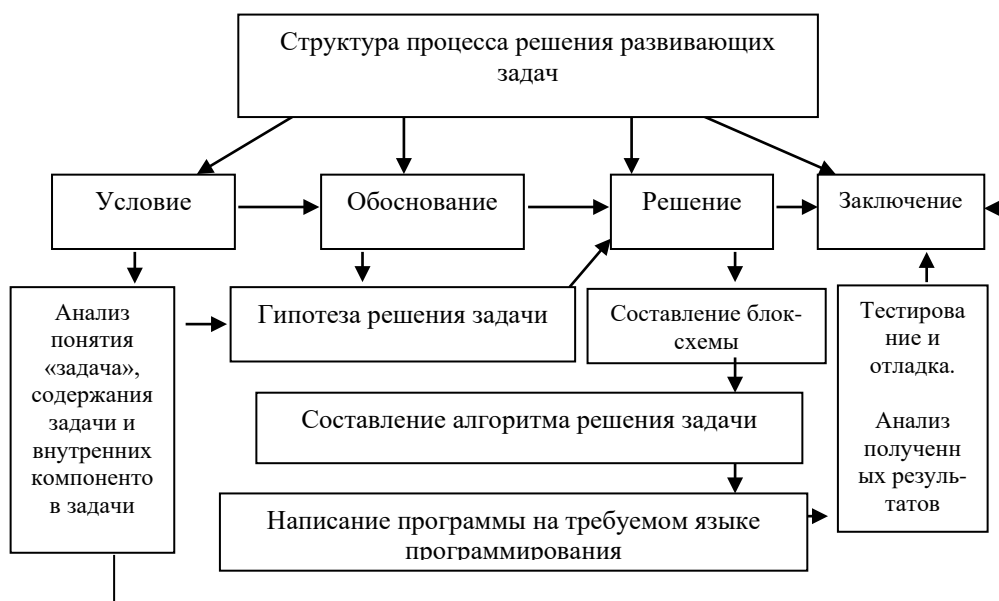 Структура процесса решения развивающих
задач
Условие
Обоснование
Решение
Заключение
Анализ
понятия
«задача»,
содержания
задачи и
внутренних
компоненто
в задачи
Гипотеза решения задачи
Составление блок-
схемы
Тестирова
ние и
отладка.
Анализ
полученн
ых резуль-
татов
Составление алгоритма решения задачи
Написание программы на требуемом языке
программирования